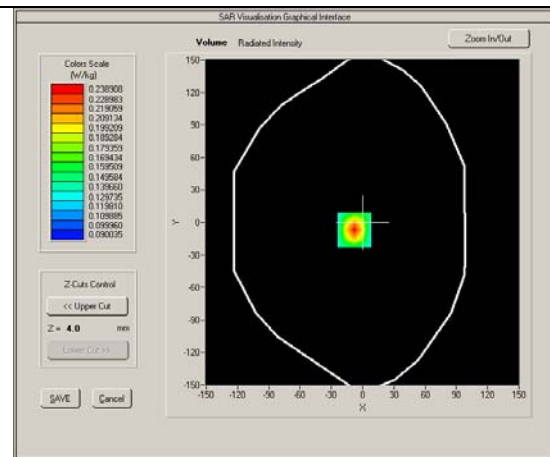 SAR Visualisation Graphical Interface
Volume Radiated Intensity
Zoom In/Out
Colors Scale
(W/kg)
0.238908
0.228983
0.219059
0.209134
0.199209
0.189284
0.179359
0.169434
0.159509
0.149584
0.139660
0.129735
0.119810
0.109885
0.099960
0.090035
Z-Cuts Control
<< Upper Cut
Z = 4.0 mm
Lower Cut >>
SAVE
Cancel
150
120
90
60
30
0
-30
-60
-90
-120
-150
Y
-150 -120 -90 -60 -30 0 30 60 90 120 150
X